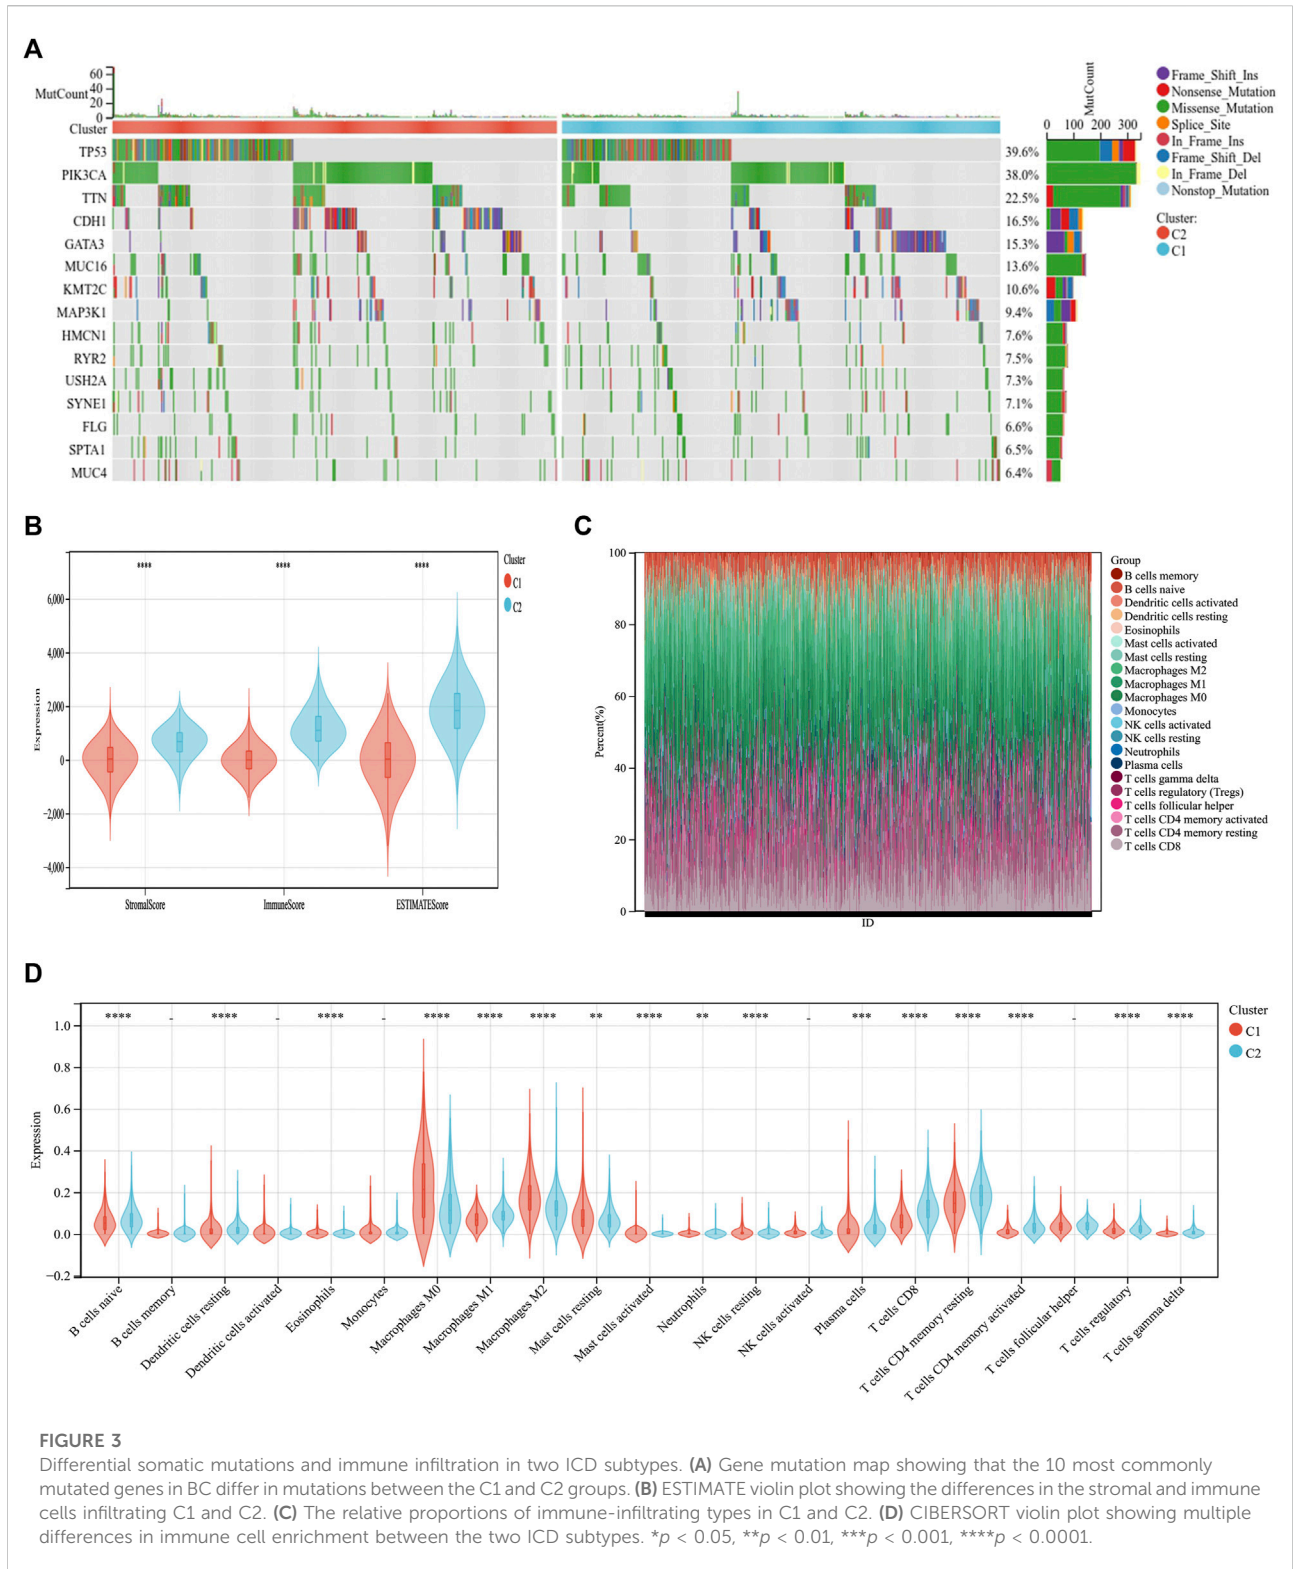 A
MutCount
60
40
20
0
Cluster
TP53
PIK3CA
TTN
CDH1
GATA3
MUC16
KMT2C
MAP3K1
HMCN1
RYR2
USH2A
SYNE1
FLG
SPTA1
MUC4
39.6%
38.0%
22.5%
16.5%
15.3%
13.6%
10.6%
9.4%
7.6%
7.5%
7.3%
7.1%
6.6%
6.5%
6.4%
MutCount
0 100 200 300
Frame_Shift_Ins
Nonsense_Mutation
Missense_Mutation
Splice_Site
In_Frame_Ins
Frame_Shift_Del
In_Frame_Del
Nonstop_Mutation
Cluster:
C2
C1
B
Expression
6,000
4,000
2,000
0
−2,000
−4,000
**** **** ****
StromalScore ImmuneScore ESTIMATEScore
Cluster
C1
C2
C
Percent(%)
100
80
60
40
20
0
ID
Group
B cells memory
B cells naive
Dendritic cells activated
Dendritic cells resting
Eosinophils
Mast cells activated
Mast cells resting
Macrophages M2
Macrophages M1
Macrophages M0
Monocytes
NK cells activated
NK cells resting
Neutrophils
Plasma cells
T cells gamma delta
T cells regulatory (Tregs)
T cells follicular helper
T cells CD4 memory activated
T cells CD4 memory resting
T cells CD8
D
Expression
1.0
0.8
0.6
0.4
0.2
0.0
−0.2
**** - **** - **** - **** **** **** ** **** ** **** - *** **** **** **** - **** ****
B cells naive
B cells memory
Dendritic cells resting
Dendritic cells activated
Eosinophils
Monocytes
Macrophages M0
Macrophages M1
Macrophages M2
Mast cells resting
Mast cells activated
Neutrophils
NK cells resting
NK cells activated
Plasma cells
T cells CD8
T cells CD4 memory resting
T cells CD4 memory activated
T cells follicular helper
T cells regulatory
T cells gamma delta
Cluster
C1
C2
FIGURE 3
Differential somatic mutations and immune infiltration in two ICD subtypes. (A) Gene mutation map showing that the 10 most commonly
mutated genes in BC differ in mutations between the C1 and C2 groups. (B) ESTIMATE violin plot showing the differences in the stromal and immune
cells infiltrating C1 and C2. (C) The relative proportions of immune-infiltrating types in C1 and C2. (D) CIBERSORT violin plot showing multiple
differences in immune cell enrichment between the two ICD subtypes. *p < 0.05, **p < 0.01, ***p < 0.001, ****p < 0.0001.